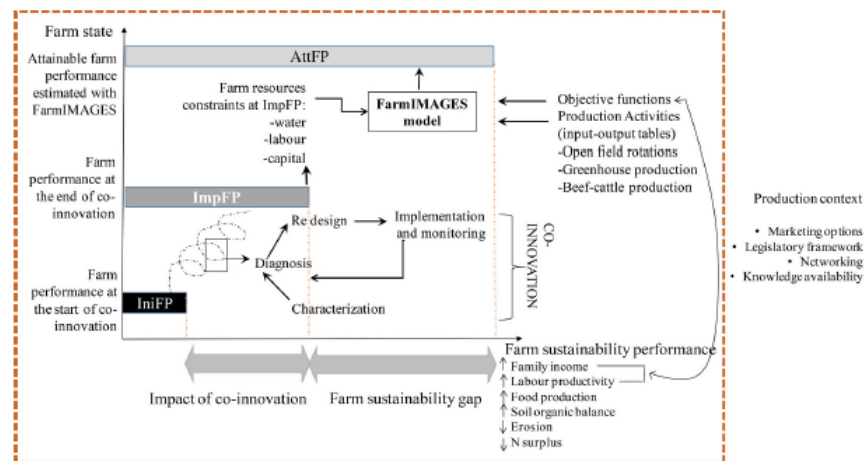 Farm state
Attainable farm
performance
estimated with
FarmIMAGES
AttFP
Farm resources
constraints at ImpFP:
-water
-labour
-capital
FarmIMAGES
model
Objective functions
Production Activities
(input-output tables)
-Open field rotations
-Greenhouse production
-Beef-cattle production
Farm
performance at
the end of co-
innovation
ImpFP
Re design
Implementation
and monitoring
Diagnosis
Characterization
CO-
INNOVATION
Farm
performance at
the start of co-
innovation
IniFP
Production context
• Marketing options
• Legislatory framework
• Networking
• Knowledge availability
Impact of co-innovation
Farm sustainability gap
Farm sustainability performance
↑ Family income
↑ Labour productivity
↑ Food production
↑ Soil organic balance
↓ Erosion
↓ N surplus